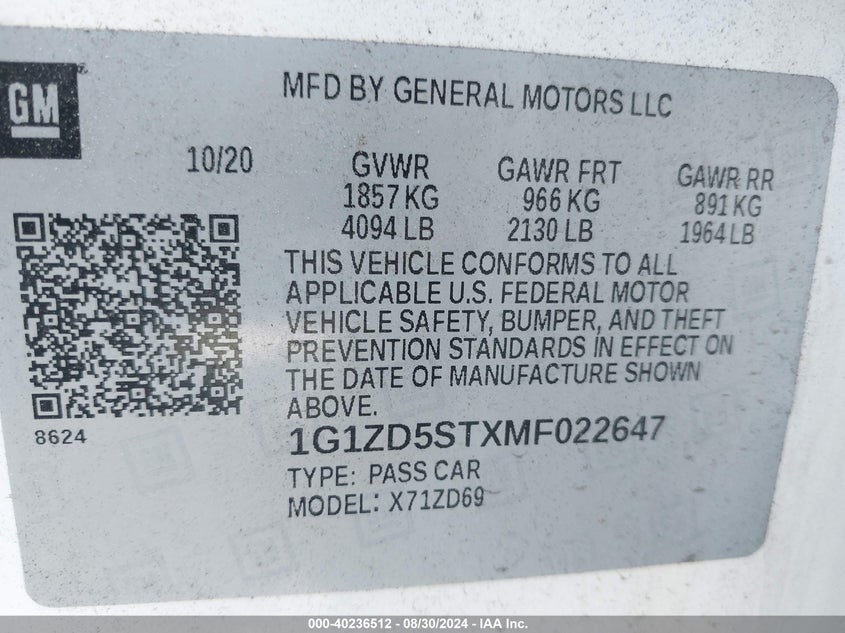 GM
MFD BY GENERAL MOTORS LLC
10/20
GVWR GAWR FRT GAWR RR
1857 KG 966 KG 891 KG
4094 LB 2130 LB 1964 LB
THIS VEHICLE CONFORMS TO ALL
APPLICABLE U.S. FEDERAL MOTOR
VEHICLE SAFETY, BUMPER, AND THEFT
PREVENTION STANDARDS IN EFFECT ON
THE DATE OF MANUFACTURE SHOWN
ABOVE.
8624
1G1ZD5STXMF022647
TYPE: PASS CAR
MODEL: X71ZD69
000-40236512 - 08/30/2024 - IAA Inc.